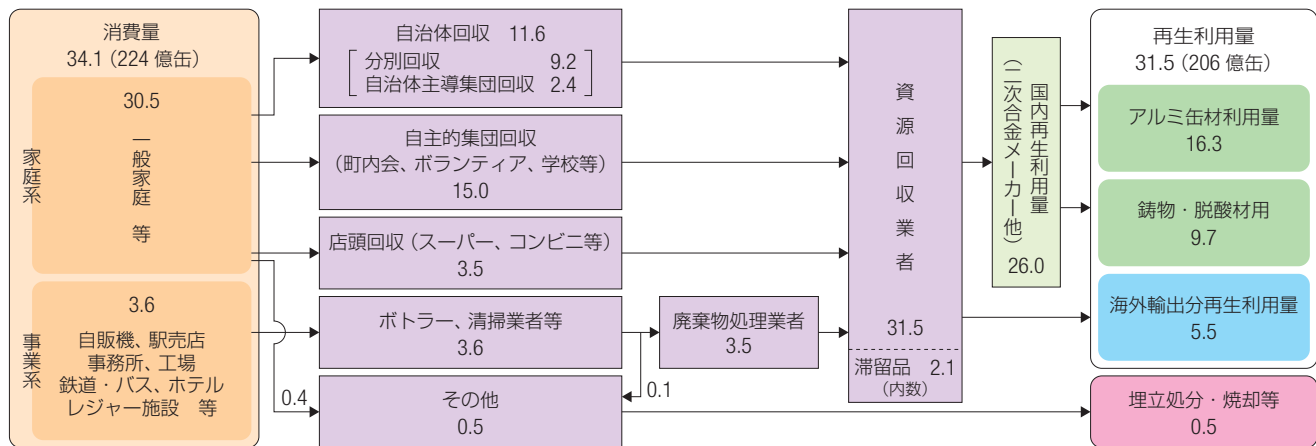 消費量
34.1（224 億缶）
家庭系
30.5
一般家庭 等
事業系
3.6
自販機、駅売店
事務所、工場
鉄道・バス、ホテル
レジャー施設　等
自治体回収　11.6
分別回収　9.2
自治体主導集団回収　2.4
自主的集団回収
（町内会、ボランティア、学校等）
15.0
店頭回収（スーパー、コンビニ等）
3.5
ボトラー、清掃業者等
3.6
0.4
その他
0.5
0.1
廃棄物処理業者
3.5
資源回収業者
31.5
滞留品　2.1
（内数）
国内再生利用量
（二次合金メーカー他）
26.0
再生利用量
31.5（206 億缶）
アルミ缶材利用量
16.3
鋳物・脱酸材用
9.7
海外輸出分再生利用量
5.5
埋立処分・焼却等
0.5